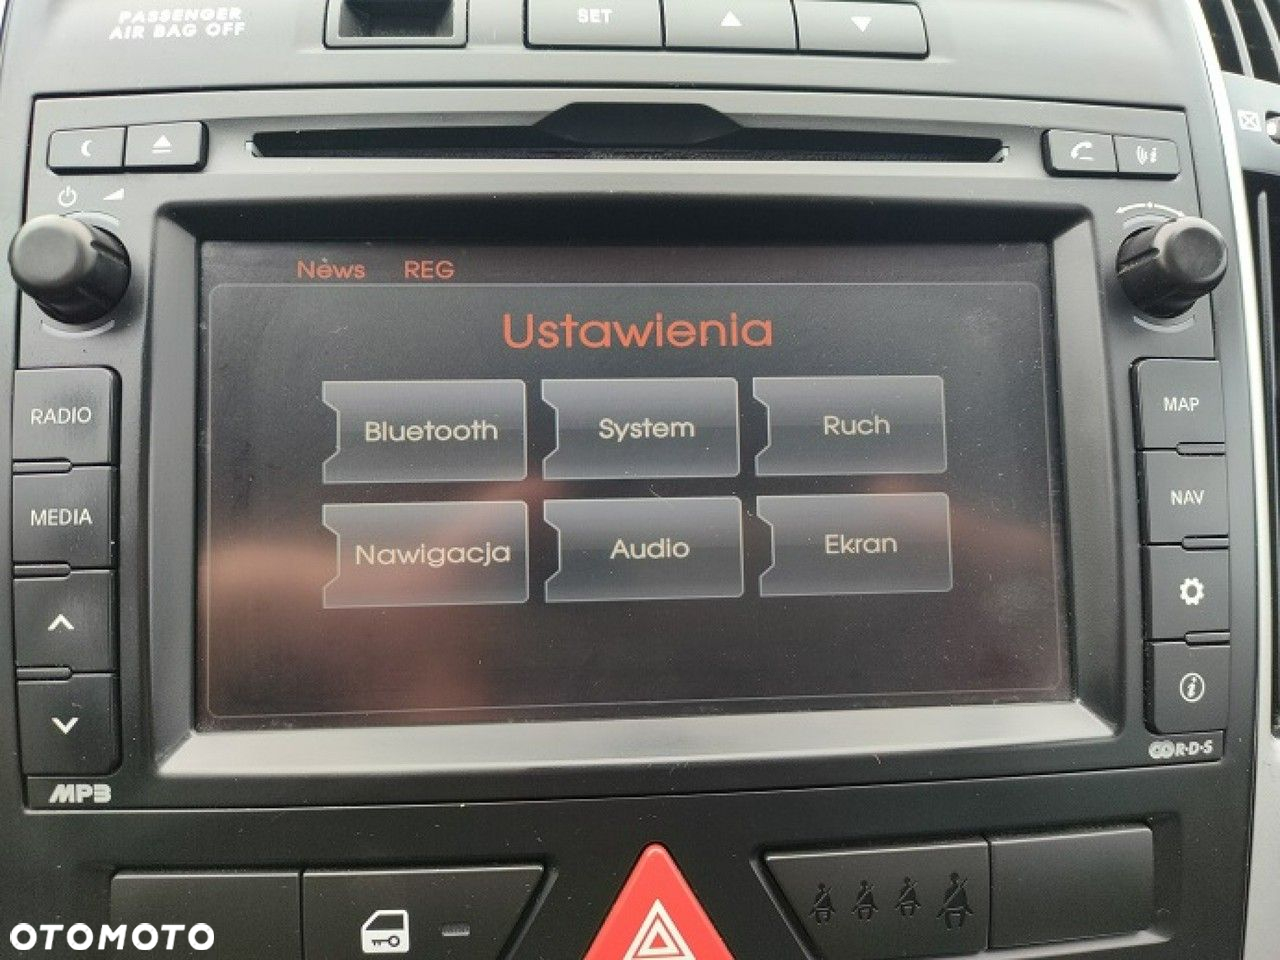 PASSENGER
AIR BAG OFF
SET
News REG
Ustawienia
RADIO
Bluetooth System Ruch
MAP
MEDIA
NAV
Nawigacja Audio Ekran
MP3
R·D·S
OTOMOTO